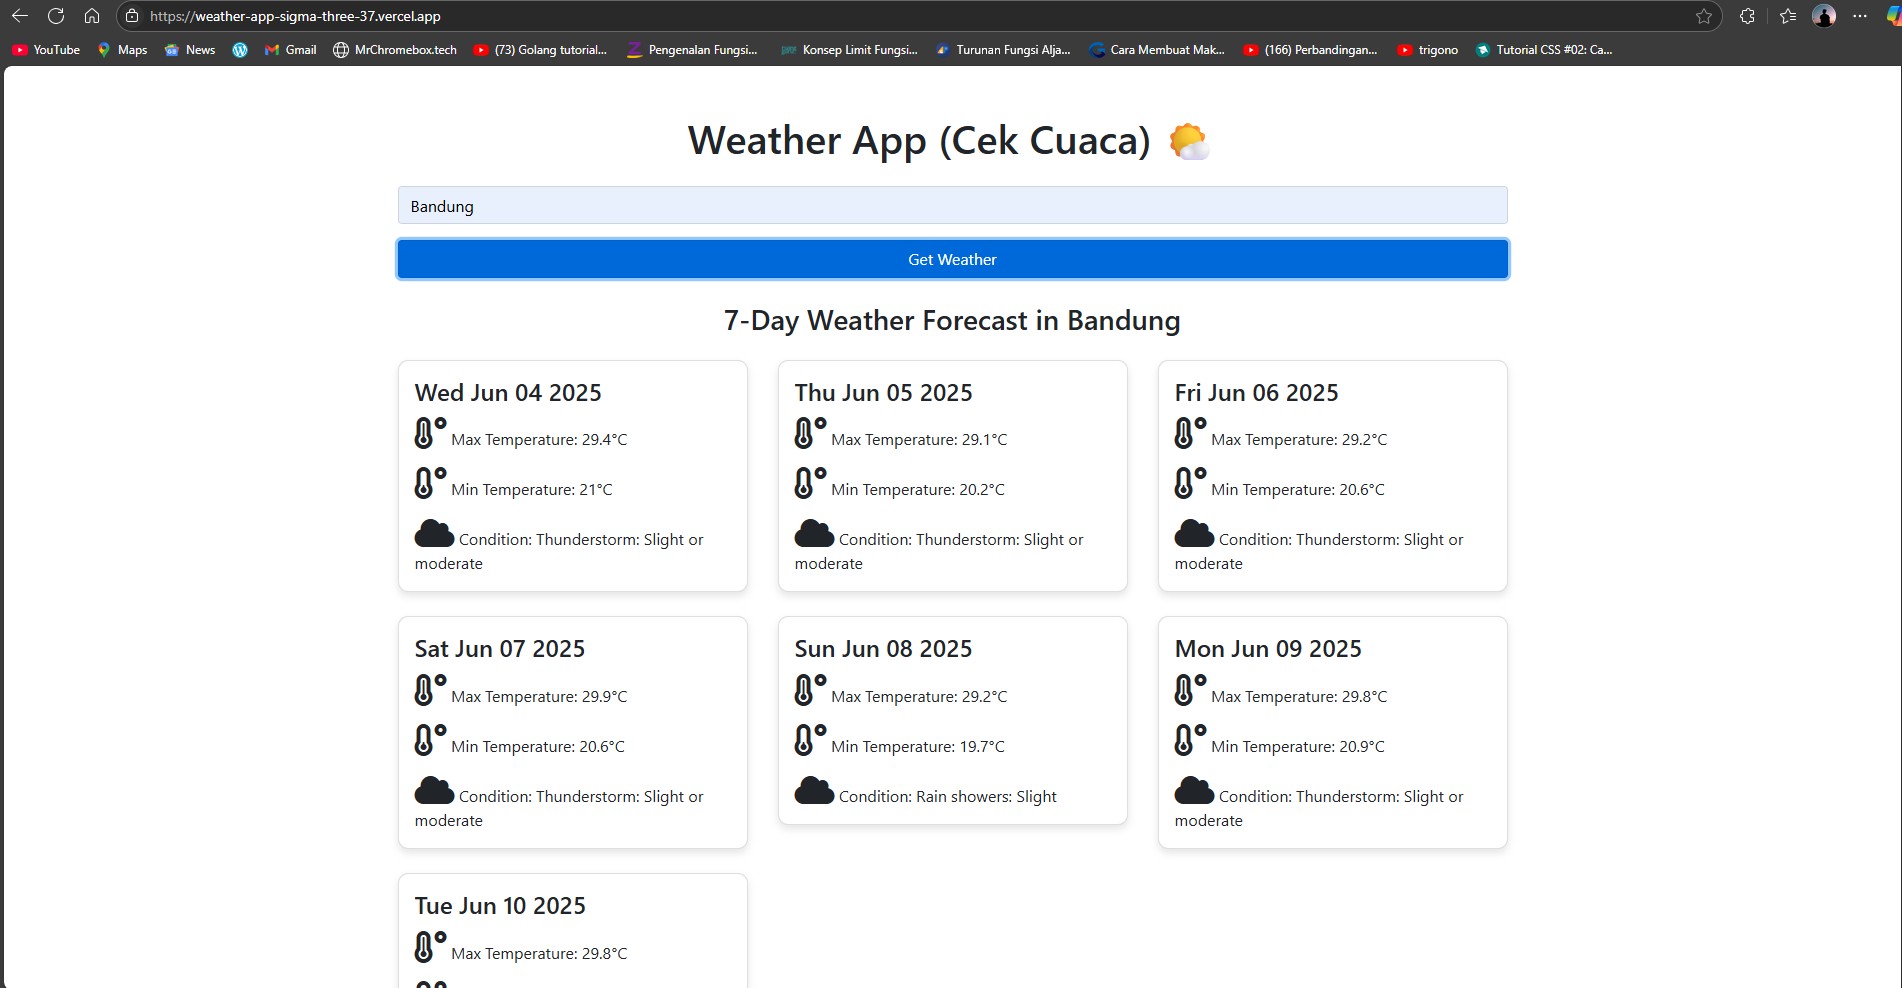 https://weather-app-sigma-three-37.vercel.app
YouTube Maps News Gmail MrChromebox.tech (73) Golang tutorial... Pengenalan Fungsi... Konsep Limit Fungsi... Turunan Fungsi Alja... Cara Membuat Mak... (166) Perbandingan... trigono Tutorial CSS #02: Ca...
Weather App (Cek Cuaca)
Bandung
Get Weather
7-Day Weather Forecast in Bandung
Wed Jun 04 2025
Max Temperature: 29.4°C
Min Temperature: 21°C
Condition: Thunderstorm: Slight or
moderate
Thu Jun 05 2025
Max Temperature: 29.1°C
Min Temperature: 20.2°C
Condition: Thunderstorm: Slight or
moderate
Fri Jun 06 2025
Max Temperature: 29.2°C
Min Temperature: 20.6°C
Condition: Thunderstorm: Slight or
moderate
Sat Jun 07 2025
Max Temperature: 29.9°C
Min Temperature: 20.6°C
Condition: Thunderstorm: Slight or
moderate
Sun Jun 08 2025
Max Temperature: 29.2°C
Min Temperature: 19.7°C
Condition: Rain showers: Slight
Mon Jun 09 2025
Max Temperature: 29.8°C
Min Temperature: 20.9°C
Condition: Thunderstorm: Slight or
moderate
Tue Jun 10 2025
Max Temperature: 29.8°C